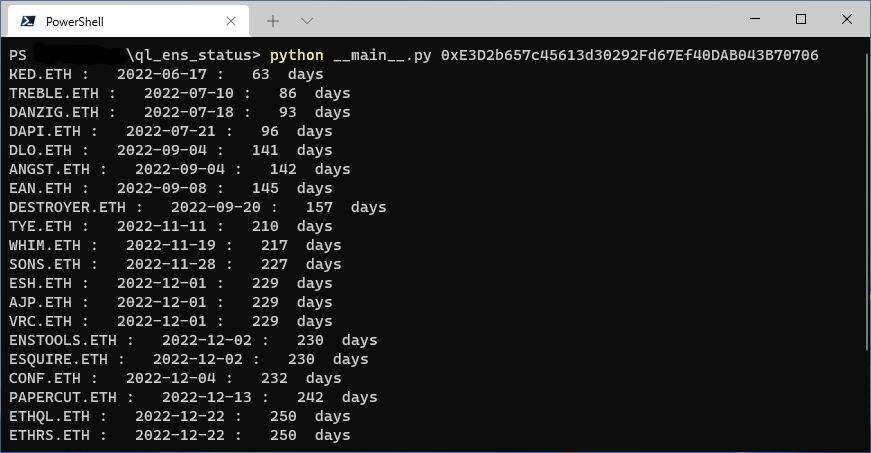 PowerShell
PS \ql_ens_status> python __main__.py 0xE3D2b657c45613d30292Fd67Ef40DAB043B70706
KED.ETH : 2022-06-17 : 63 days
TREBLE.ETH : 2022-07-10 : 86 days
DANZIG.ETH : 2022-07-18 : 93 days
DAPI.ETH : 2022-07-21 : 96 days
DLO.ETH : 2022-09-04 : 141 days
ANGST.ETH : 2022-09-04 : 142 days
EAN.ETH : 2022-09-08 : 145 days
DESTROYER.ETH : 2022-09-20 : 157 days
TYE.ETH : 2022-11-11 : 210 days
WHIM.ETH : 2022-11-19 : 217 days
SONS.ETH : 2022-11-28 : 227 days
ESH.ETH : 2022-12-01 : 229 days
AJP.ETH : 2022-12-01 : 229 days
VRC.ETH : 2022-12-01 : 229 days
ENSTOOLS.ETH : 2022-12-02 : 230 days
ESQUIRE.ETH : 2022-12-02 : 230 days
CONF.ETH : 2022-12-04 : 232 days
PAPERCUT.ETH : 2022-12-13 : 242 days
ETHQL.ETH : 2022-12-22 : 250 days
ETHRS.ETH : 2022-12-22 : 250 days